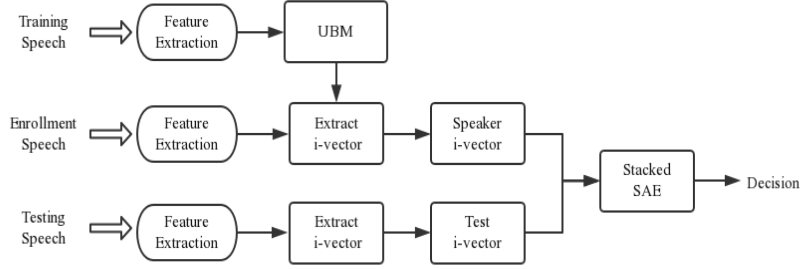 Training
Speech
Feature
Extraction
UBM
Enrollment
Speech
Feature
Extraction
Extract
i-vector
Speaker
i-vector
Stacked
SAE
Decision
Testing
Speech
Feature
Extraction
Extract
i-vector
Test
i-vector